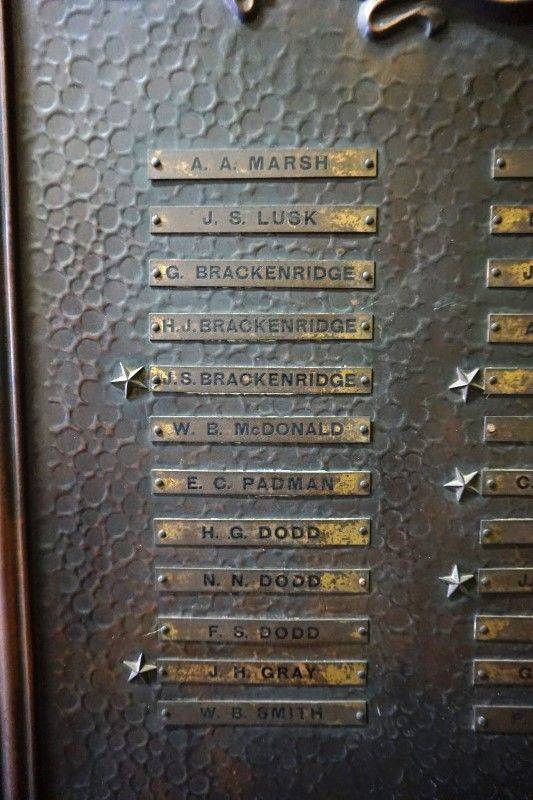 A. A. MARSH
J. S. LUSK
G. BRACKENRIDGE
H.J. BRACKENRIDGE
J.S. BRACKENRIDGE
W. B. McDONALD
E. C. PADMAN
H. G. DODD
N. N. DODD
F. S. DODD
J. H. GRAY
W. B. SMITH
J
A
C.
J.
G